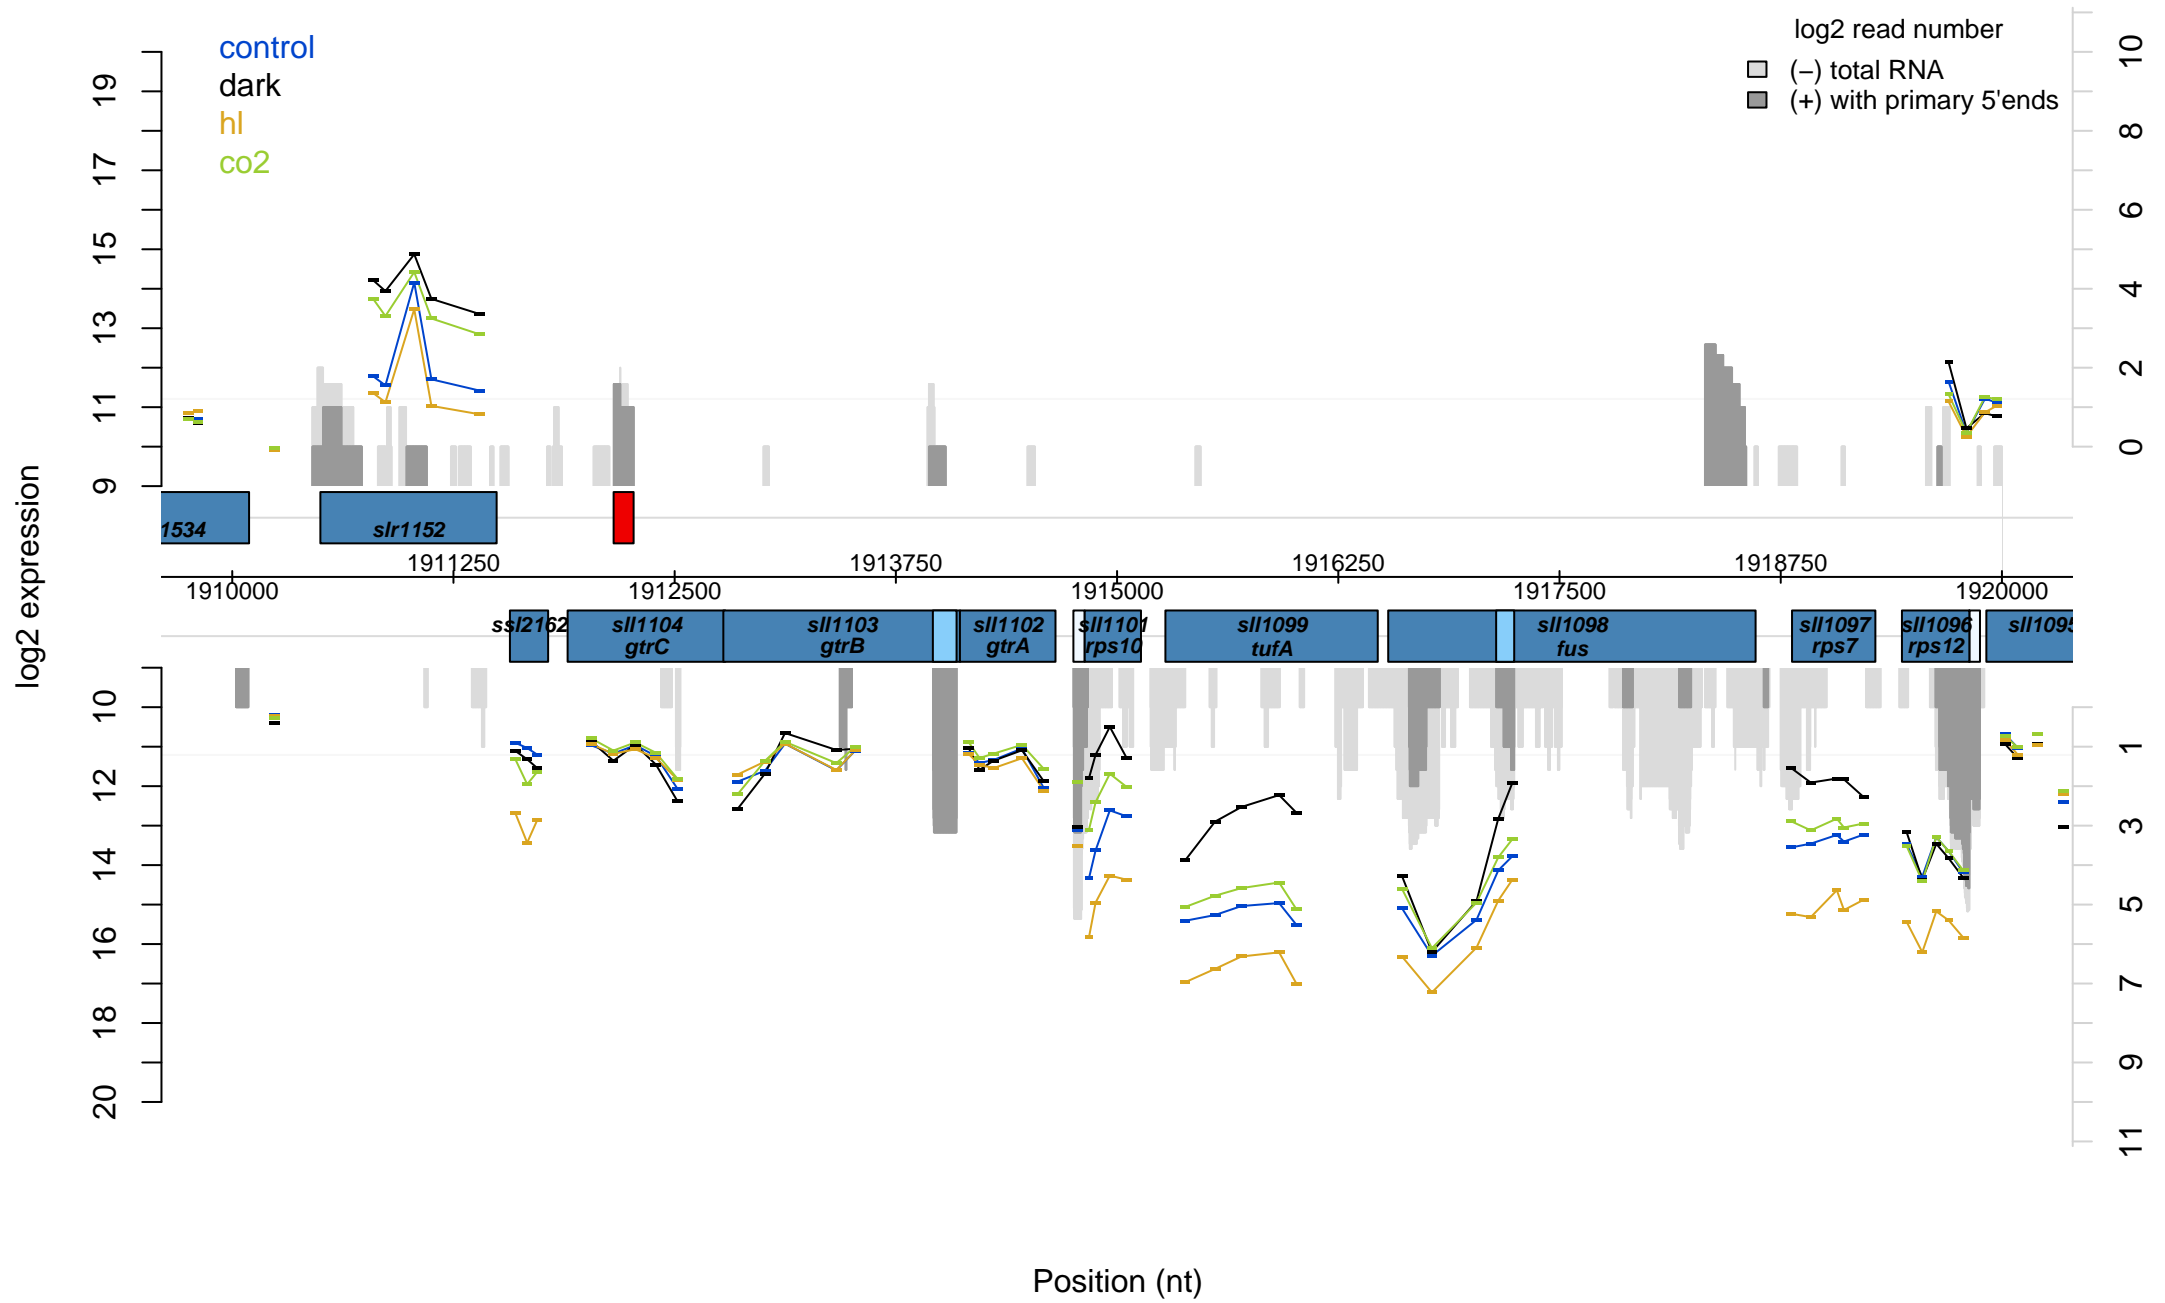 control
dark
hl
co2
log2 read number
(−) total RNA
(+) with primary 5'ends
19
17
15
13
11
9
10
8
6
4
2
0
log2 expression
1534
slr1152
1911250
1913750
1916250
1918750
1910000
1912500
1915000
1917500
1920000
ssl2162
sll1104
gtrC
sll1103
gtrB
sll1102
gtrA
sll1101
rps10
sll1099
tufA
sll1098
fus
sll1097
rps7
sll1096
rps12
sll1095
10
12
14
16
18
20
1
3
5
7
9
11
Position (nt)